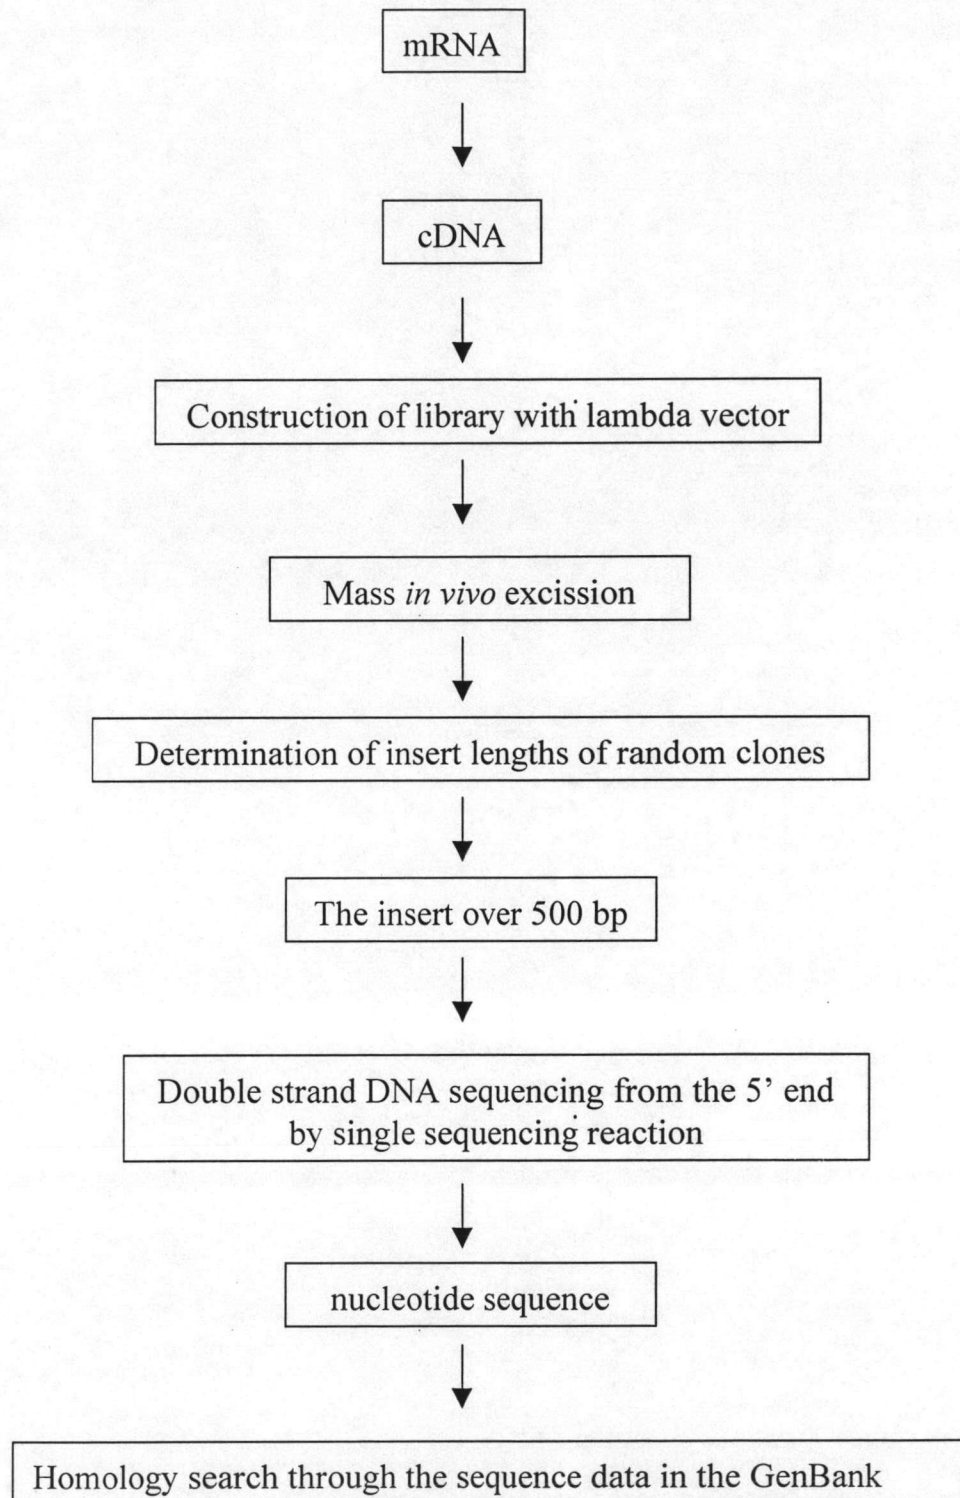 mRNA
cDNA
Construction of library with lambda vector
Mass in vivo excission
Determination of insert lengths of random clones
The insert over 500 bp
Double strand DNA sequencing from the 5’ end
by single sequencing reaction
nucleotide sequence
Homology search through the sequence data in the GenBank